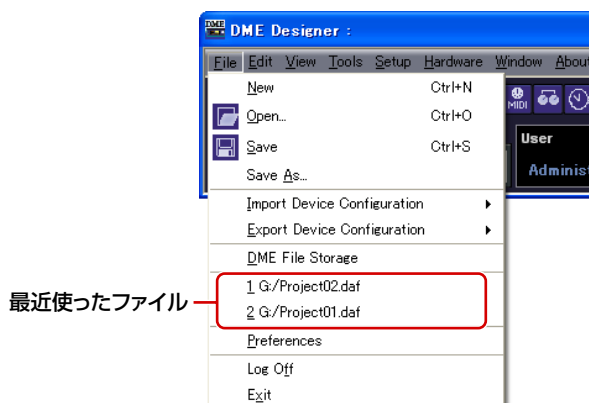 DME DME Designer :
File Edit View Tools Setup Hardware Window About
New Ctrl+N
MIDI
Open... Ctrl+O
Save Ctrl+S
User
Save As...
Administ
Import Device Configuration
Export Device Configuration
DME File Storage
最近使ったファイル
1 G:/Project02.daf
2 G:/Project01.daf
Preferences
Log Off
Exit